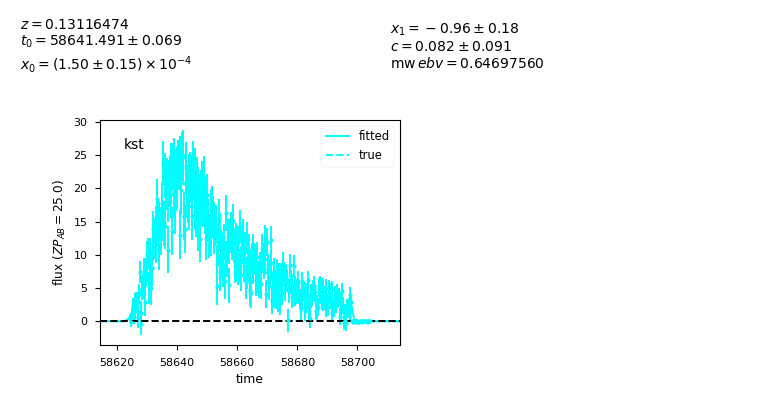 z = 0.13116474
t₀ = 58641.491 ± 0.069
x₀ = (1.50 ± 0.15) × 10⁻⁴
x₁ = −0.96 ± 0.18
c = 0.082 ± 0.091
mw ebv = 0.64697560
kst
fitted
true
30
25
20
15
10
5
0
flux (ZP_AB = 25.0)
58620 58640 58660 58680 58700
time